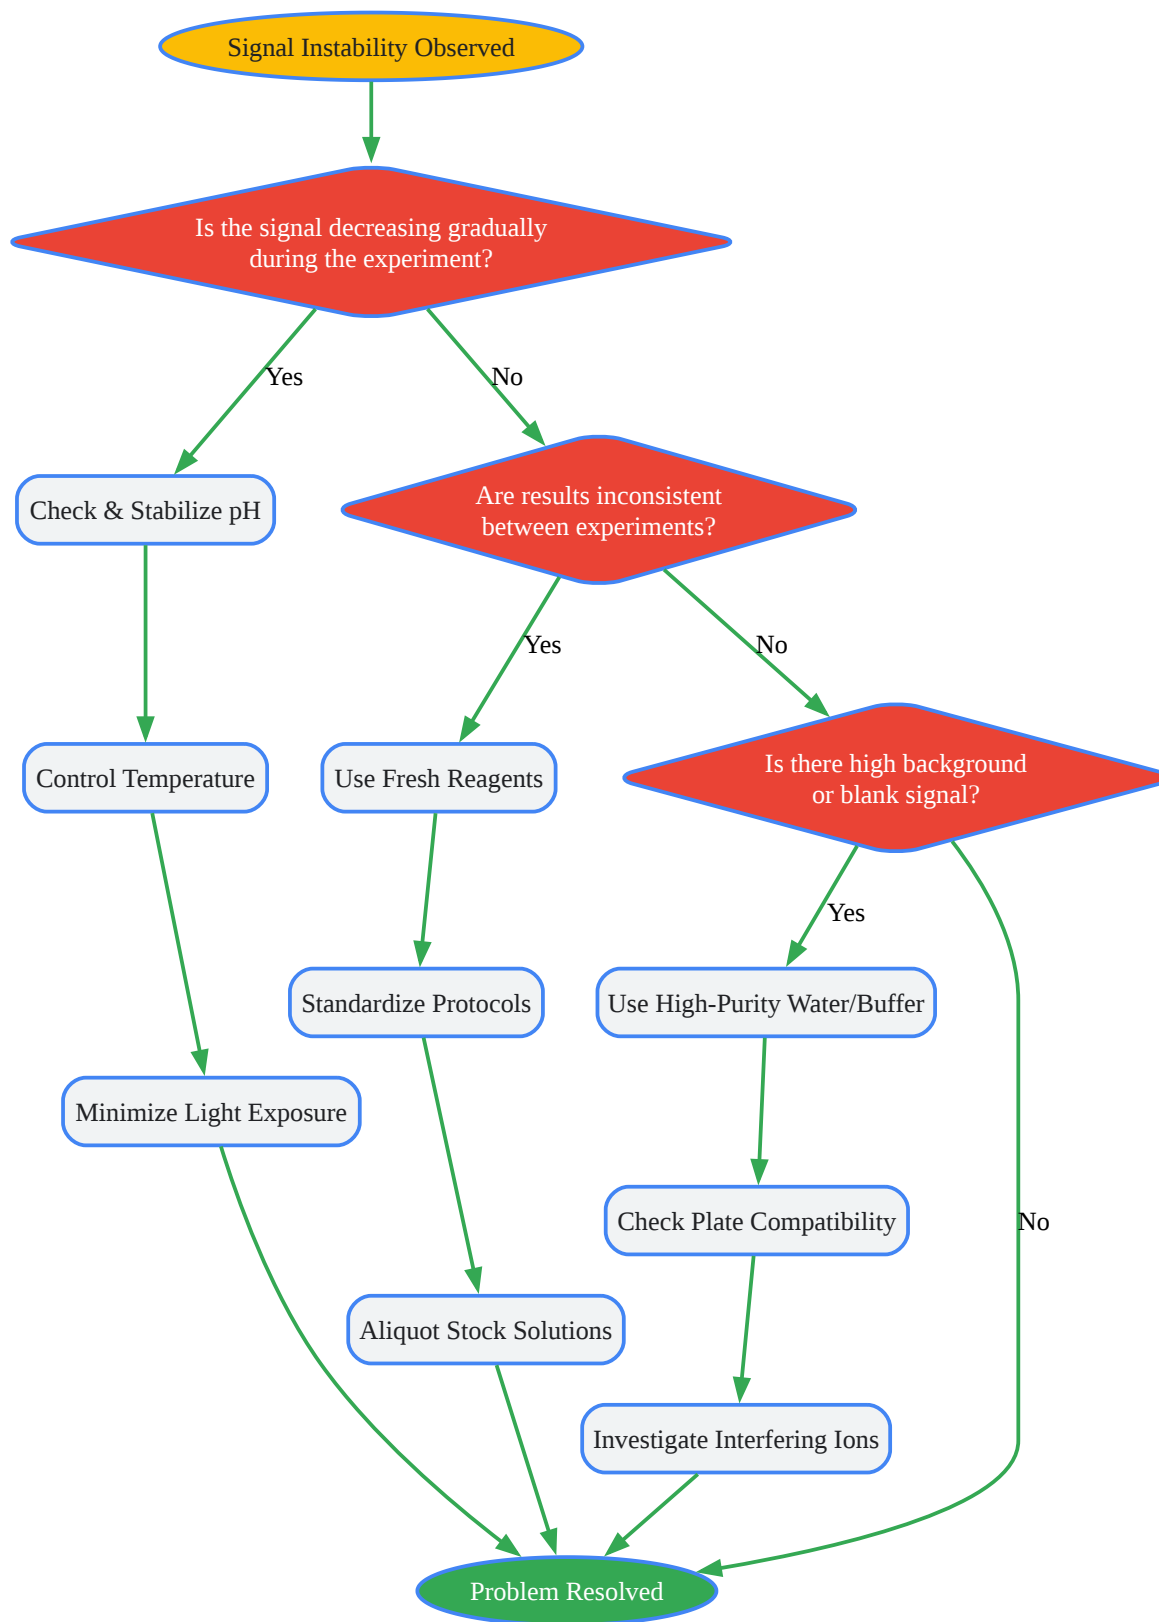 Signal Instability Observed
Is the signal decreasing gradually
during the experiment?
Yes
No
Check & Stabilize pH
Are results inconsistent
between experiments?
Yes
No
Control Temperature
Use Fresh Reagents
Is there high background
or blank signal?
Yes
Standardize Protocols
Use High-Purity Water/Buffer
Minimize Light Exposure
Check Plate Compatibility
No
Aliquot Stock Solutions
Investigate Interfering Ions
Problem Resolved